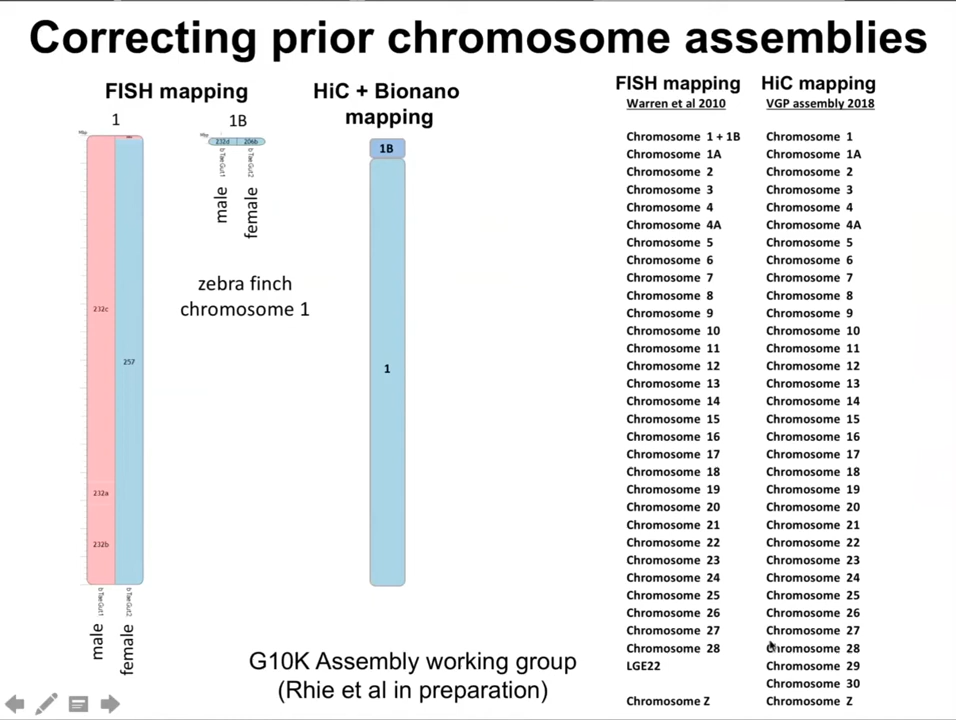 Correcting prior chromosome assemblies
FISH mapping
1
1B
232d 206b
b TaeGut1
b TaeGut2
male
female
232c
257
232a
232b
b TaeGut1
b TaeGut2
male
female
zebra finch
chromosome 1
HiC + Bionano
mapping
1B
1
G10K Assembly working group
(Rhie et al in preparation)
FISH mapping HiC mapping
Warren et al 2010 VGP assembly 2018
Chromosome 1 + 1B Chromosome 1
Chromosome 1A Chromosome 1A
Chromosome 2 Chromosome 2
Chromosome 3 Chromosome 3
Chromosome 4 Chromosome 4
Chromosome 4A Chromosome 4A
Chromosome 5 Chromosome 5
Chromosome 6 Chromosome 6
Chromosome 7 Chromosome 7
Chromosome 8 Chromosome 8
Chromosome 9 Chromosome 9
Chromosome 10 Chromosome 10
Chromosome 11 Chromosome 11
Chromosome 12 Chromosome 12
Chromosome 13 Chromosome 13
Chromosome 14 Chromosome 14
Chromosome 15 Chromosome 15
Chromosome 16 Chromosome 16
Chromosome 17 Chromosome 17
Chromosome 18 Chromosome 18
Chromosome 19 Chromosome 19
Chromosome 20 Chromosome 20
Chromosome 21 Chromosome 21
Chromosome 22 Chromosome 22
Chromosome 23 Chromosome 23
Chromosome 24 Chromosome 24
Chromosome 25 Chromosome 25
Chromosome 26 Chromosome 26
Chromosome 27 Chromosome 27
Chromosome 28 Chromosome 28
LGE22 Chromosome 29
Chromosome 30
Chromosome Z Chromosome Z